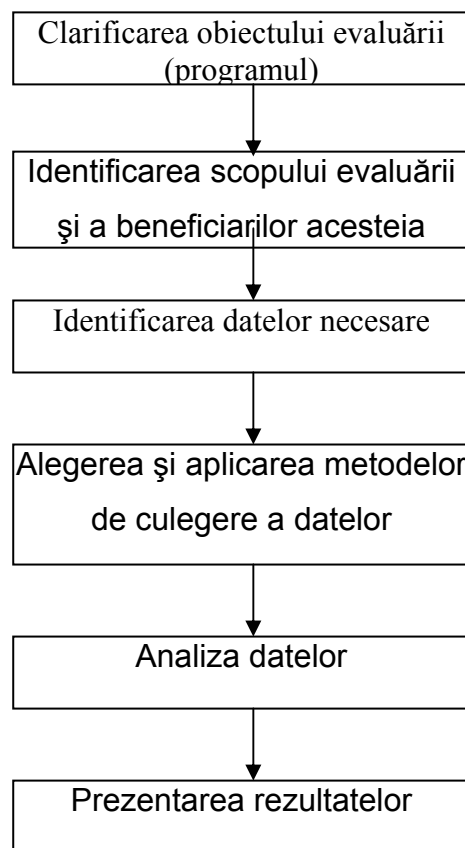 Clarificarea obiectului evaluării
(programul)
Identificarea scopului evaluării
şi a beneficiarilor acesteia
Identificarea datelor necesare
Alegerea şi aplicarea metodelor
de culegere a datelor
Analiza datelor
Prezentarea rezultatelor